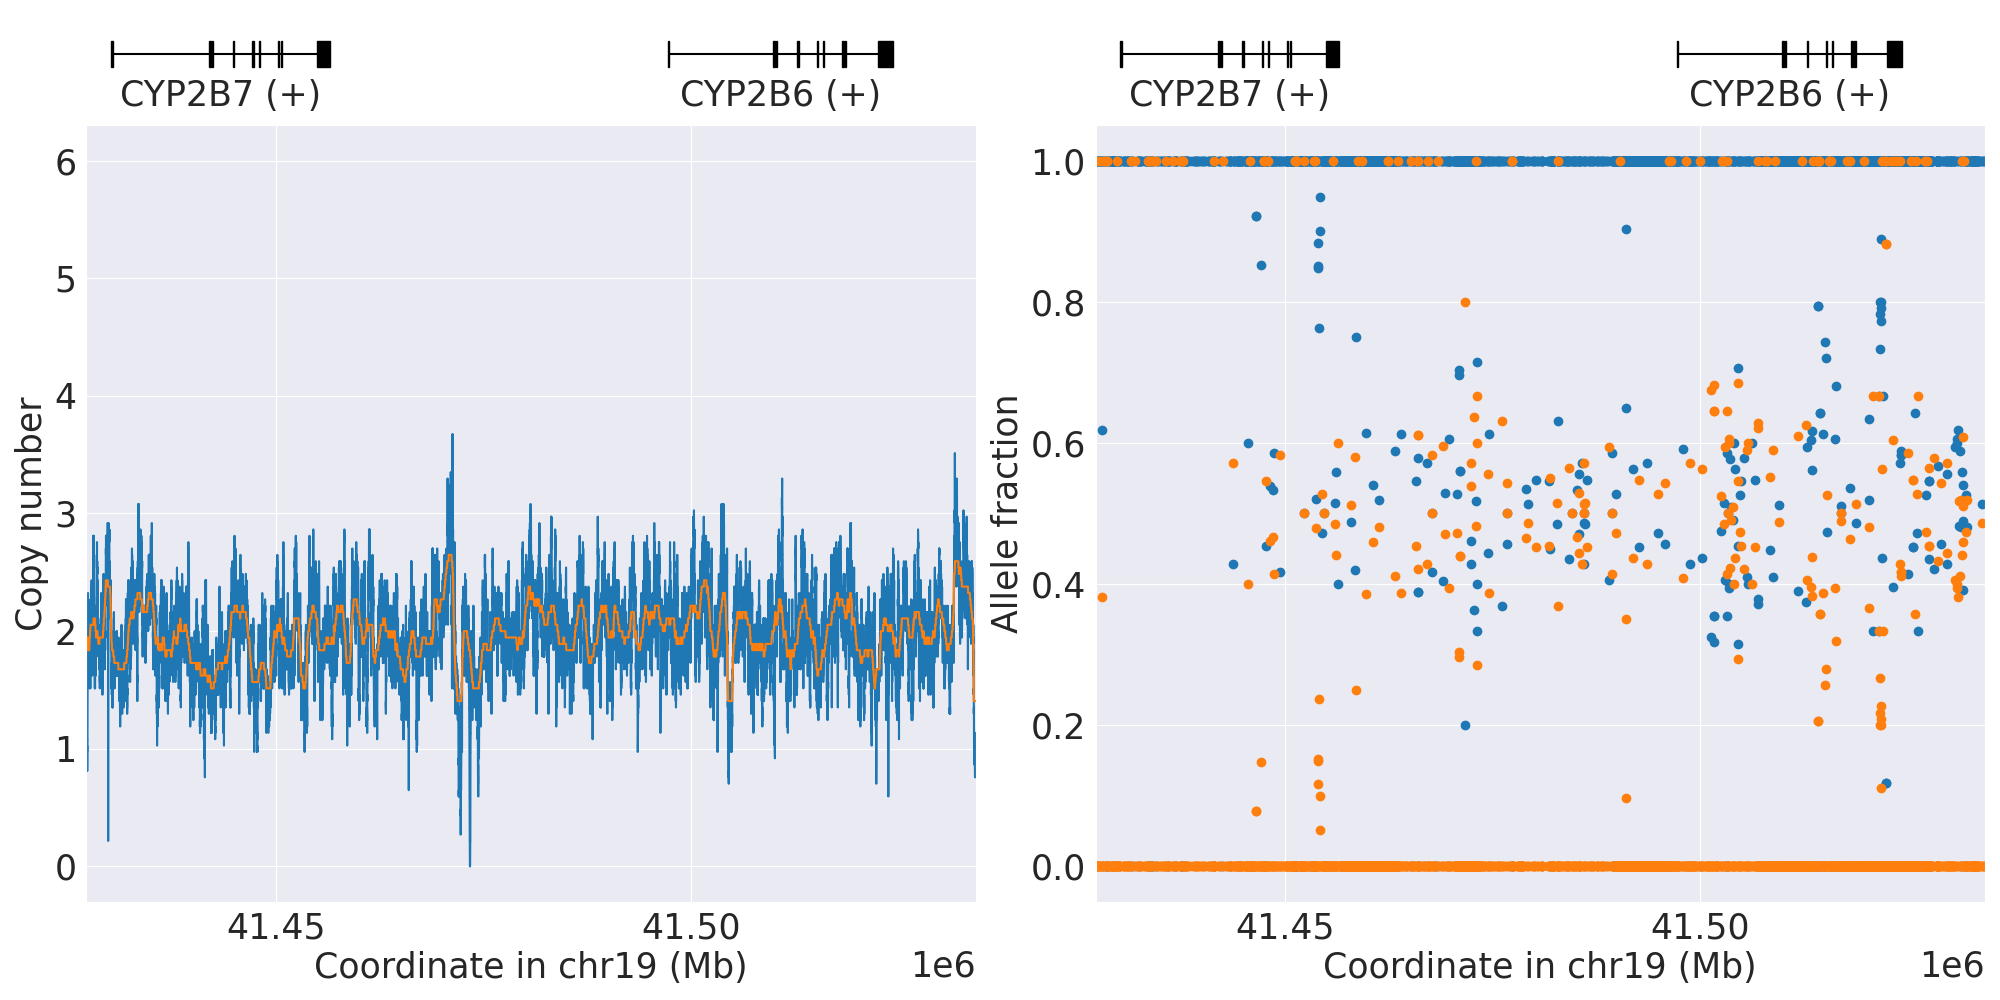 CYP2B7 (+) CYP2B6 (+)
6
5
4
3
2
1
0
Copy number
41.45 41.50
Coordinate in chr19 (Mb) 1e6
CYP2B7 (+) CYP2B6 (+)
1.0
0.8
0.6
0.4
0.2
0.0
Allele fraction
41.45 41.50
Coordinate in chr19 (Mb) 1e6